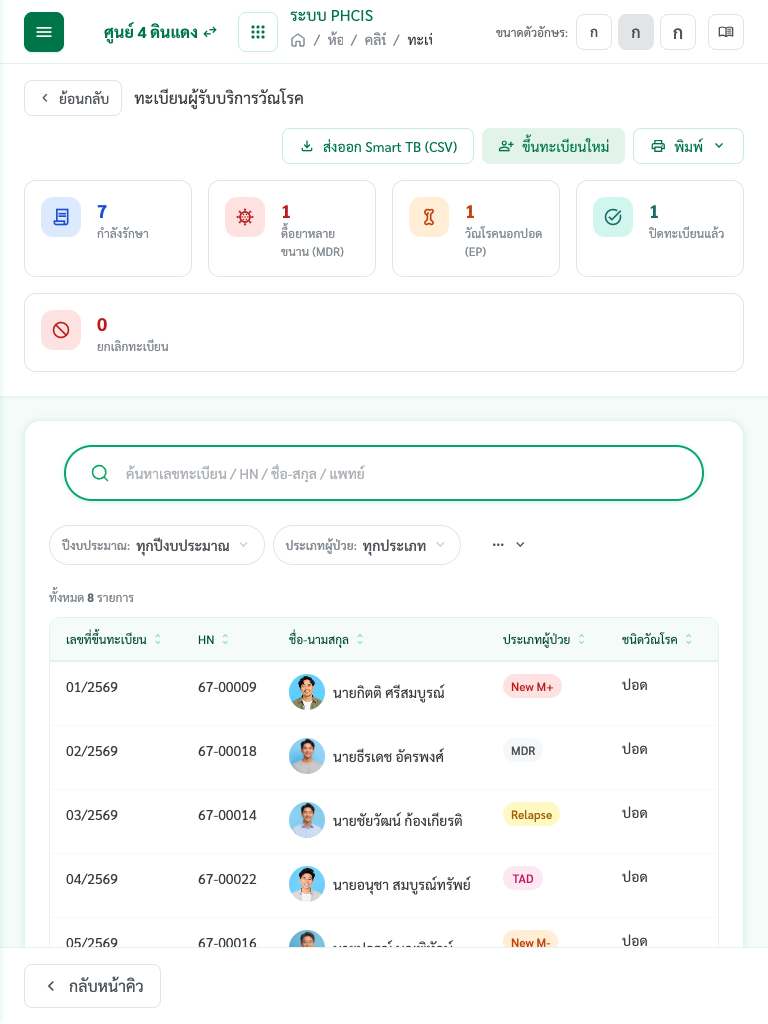 ศูนย์ 4 ดินแดง
ระบบ PHCIS
/ ห้อ / คลินิ / ทะเบ
ขนาดตัวอักษร: ก ก ก
ย้อนกลับ ทะเบียนผู้รับบริการวัณโรค
ส่งออก Smart TB (CSV) ขึ้นทะเบียนใหม่ พิมพ์
7
กำลังรักษา
1
ดื้อยาหลาย
ขนาน (MDR)
1
วัณโรคนอกปอด
(EP)
1
ปิดทะเบียนแล้ว
0
ยกเลิกทะเบียน
ค้นหาเลขทะเบียน / HN / ชื่อ-สกุล / แพทย์
ปีงบประมาณ: ทุกปีงบประมาณ ประเภทผู้ป่วย: ทุกประเภท ···
ทั้งหมด 8 รายการ
เลขที่ขึ้นทะเบียน HN ชื่อ-นามสกุล ประเภทผู้ป่วย ชนิดวัณโรค
01/2569 67-00009 นายกิตติ ศรีสมบูรณ์ New M+ ปอด
02/2569 67-00018 นายธีรเดช อัครพงศ์ MDR ปอด
03/2569 67-00014 นายชัยวัฒน์ ก้องเกียรติ Relapse ปอด
04/2569 67-00022 นายอนุชา สมบูรณ์ทรัพย์ TAD ปอด
05/2569 67-00016 New M- ปอด
กลับหน้าคิว